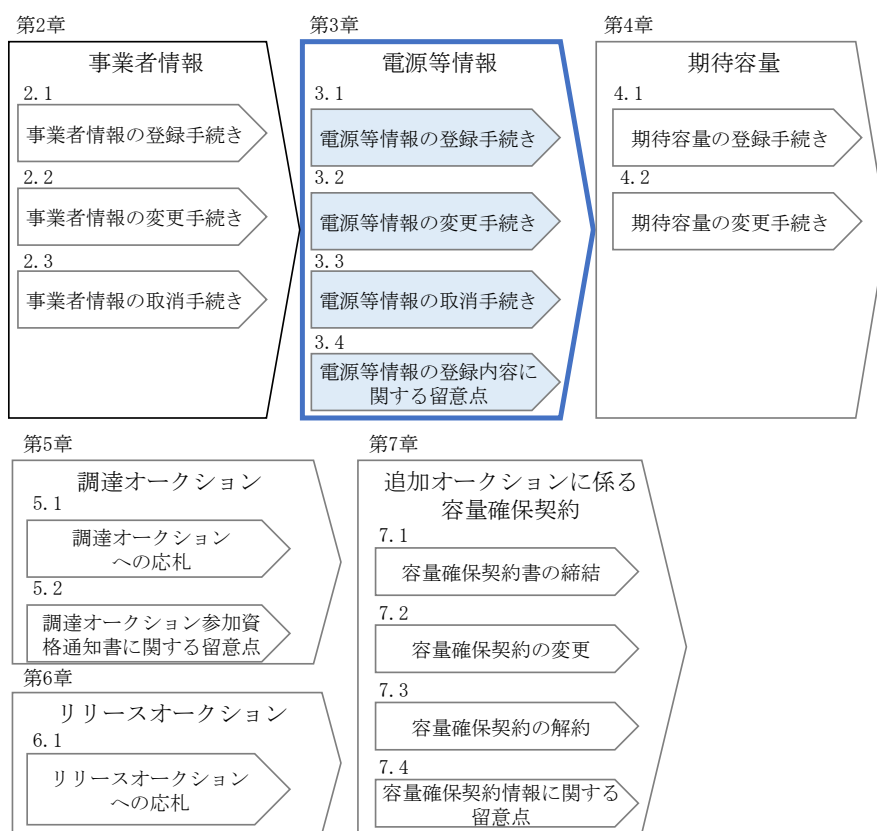 第2章
事業者情報
2.1
事業者情報の登録手続き
2.2
事業者情報の変更手続き
2.3
事業者情報の取消手続き
第3章
電源等情報
3.1
電源等情報の登録手続き
3.2
電源等情報の変更手続き
3.3
電源等情報の取消手続き
3.4
電源等情報の登録内容に
関する留意点
第4章
期待容量
4.1
期待容量の登録手続き
4.2
期待容量の変更手続き
第5章
調達オークション
5.1
調達オークション
への応札
5.2
調達オークション参加資
格通知書に関する留意点
第6章
リリースオークション
6.1
リリースオークション
への応札
第7章
追加オークションに係る
容量確保契約
7.1
容量確保契約書の締結
7.2
容量確保契約の変更
7.3
容量確保契約の解約
7.4
容量確保契約情報に関する
留意点